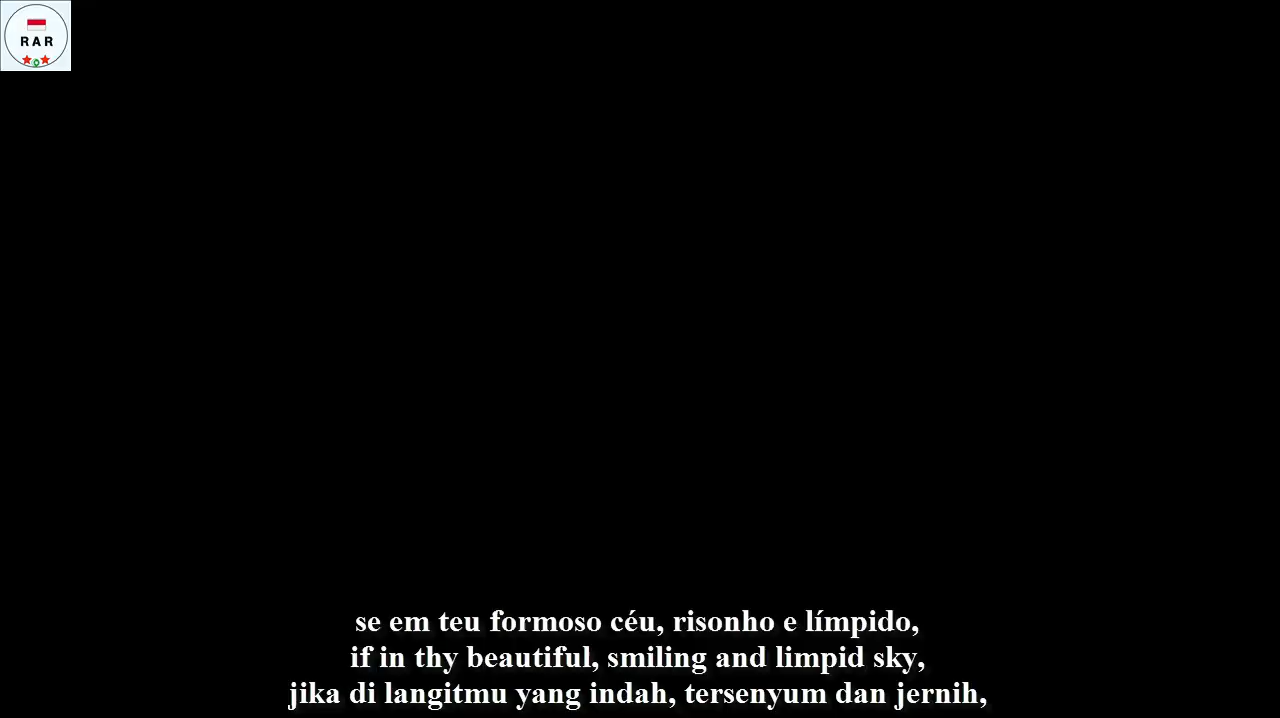 RAR
se em teu formoso céu, risonho e límpido,
if in thy beautiful, smiling and limpid sky,
jika di langitmu yang indah, tersenyum dan jernih,